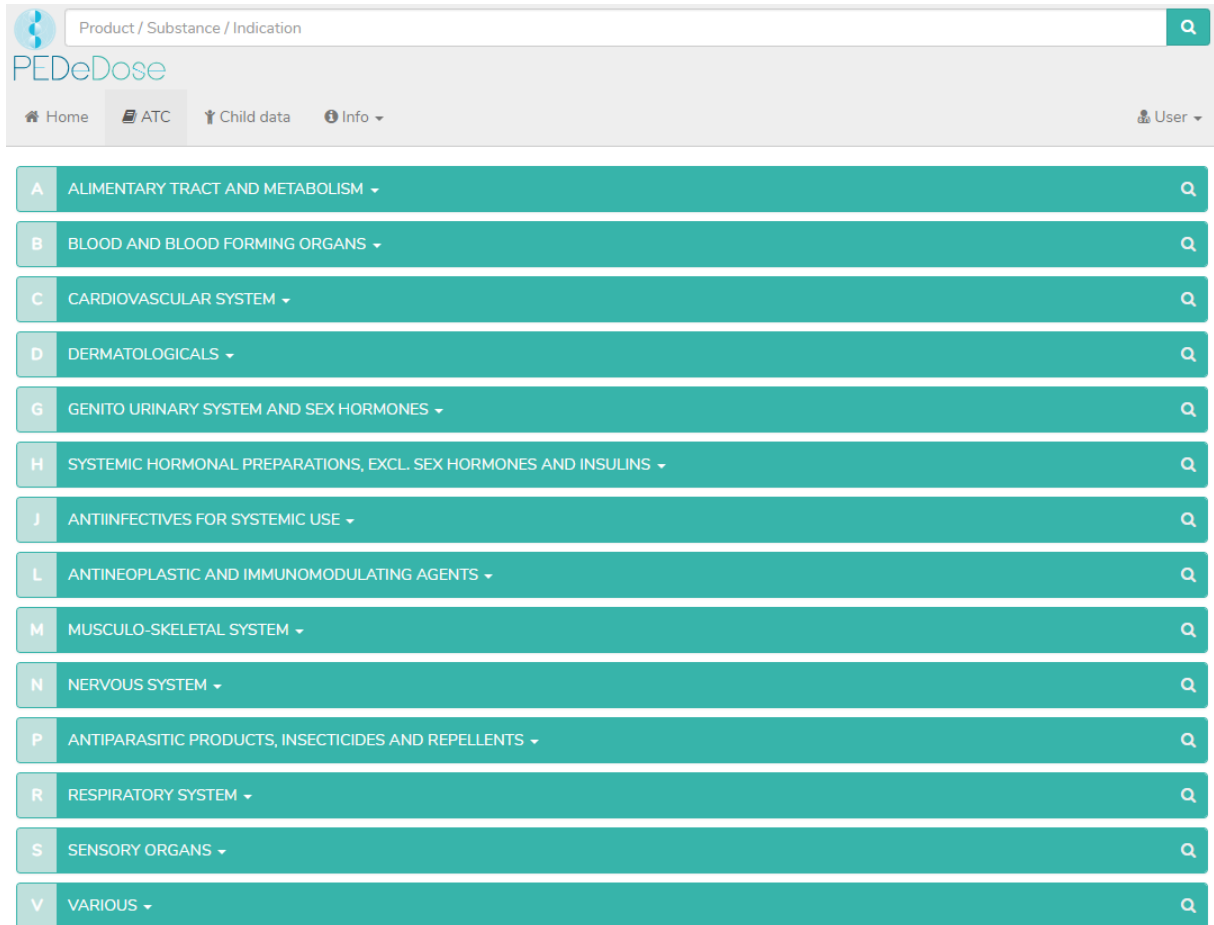 Product / Substance / Indication
PEDeDose
Home ATC Child data Info User
A ALIMENTARY TRACT AND METABOLISM
B BLOOD AND BLOOD FORMING ORGANS
C CARDIOVASCULAR SYSTEM
D DERMATOLOGICALS
G GENITO URINARY SYSTEM AND SEX HORMONES
H SYSTEMIC HORMONAL PREPARATIONS, EXCL. SEX HORMONES AND INSULINS
J ANTIINFECTIVES FOR SYSTEMIC USE
L ANTINEOPLASTIC AND IMMUNOMODULATING AGENTS
M MUSCULO-SKELETAL SYSTEM
N NERVOUS SYSTEM
P ANTIPARASITIC PRODUCTS, INSECTICIDES AND REPELLENTS
R RESPIRATORY SYSTEM
S SENSORY ORGANS
V VARIOUS